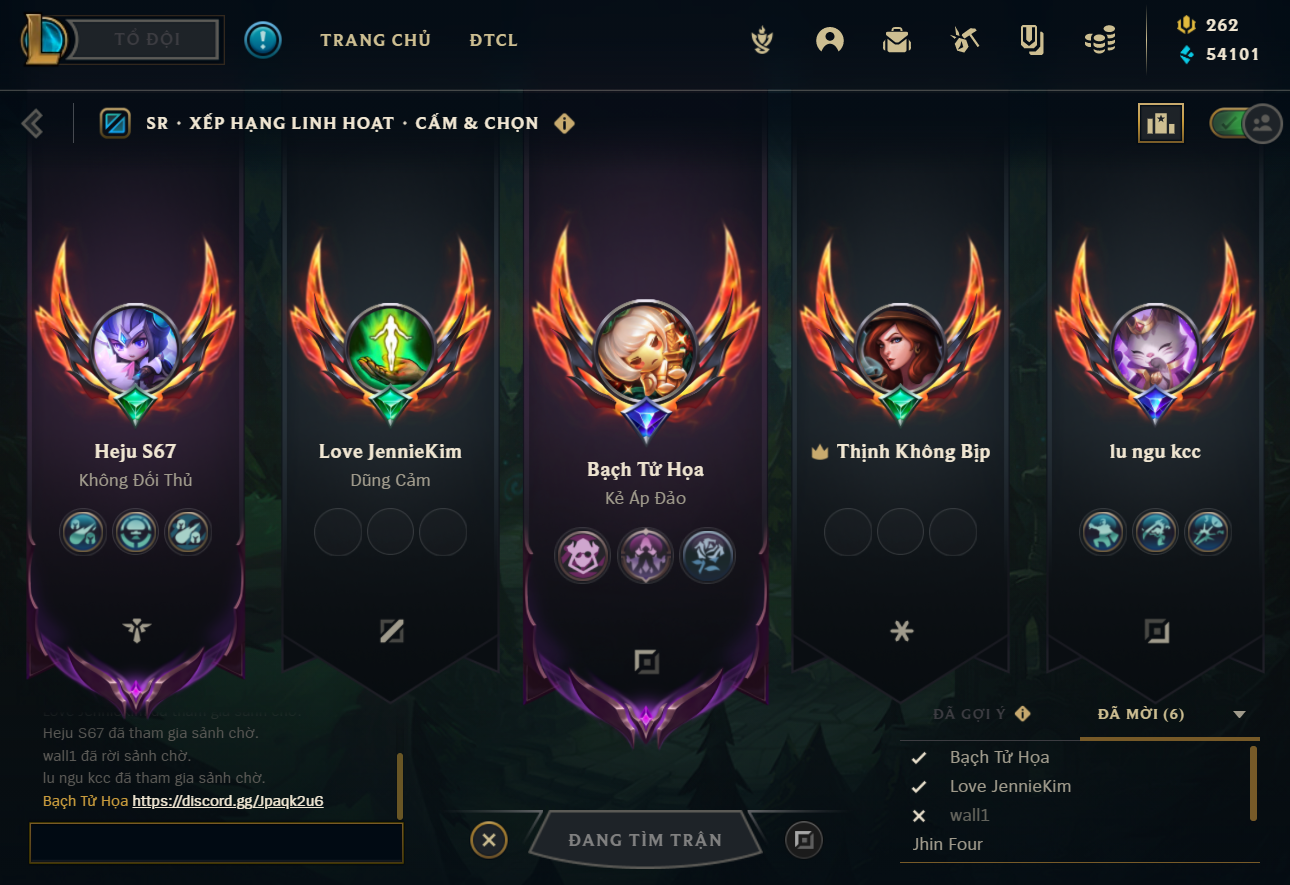 TỔ ĐỘI
TRANG CHỦ
ĐTCL
262
54101
SR · XẾP HẠNG LINH HOẠT · CẤM & CHỌN
Heju S67
Không Đối Thủ
Love JennieKim
Dũng Cảm
Bạch Tử Họa
Kẻ Áp Đảo
Thịnh Không Bịp
lu ngu kcc
Heju S67 đã tham gia sảnh chờ.
wall1 đã rời sảnh chờ.
lu ngu kcc đã tham gia sảnh chờ.
Bạch Tử Họa https://discord.gg/Jpaqk2u6
ĐANG TÌM TRẬN
ĐÃ GỢI Ý
ĐÃ MỜI (6)
Bạch Tử Họa
Love JennieKim
wall1
Jhin Four